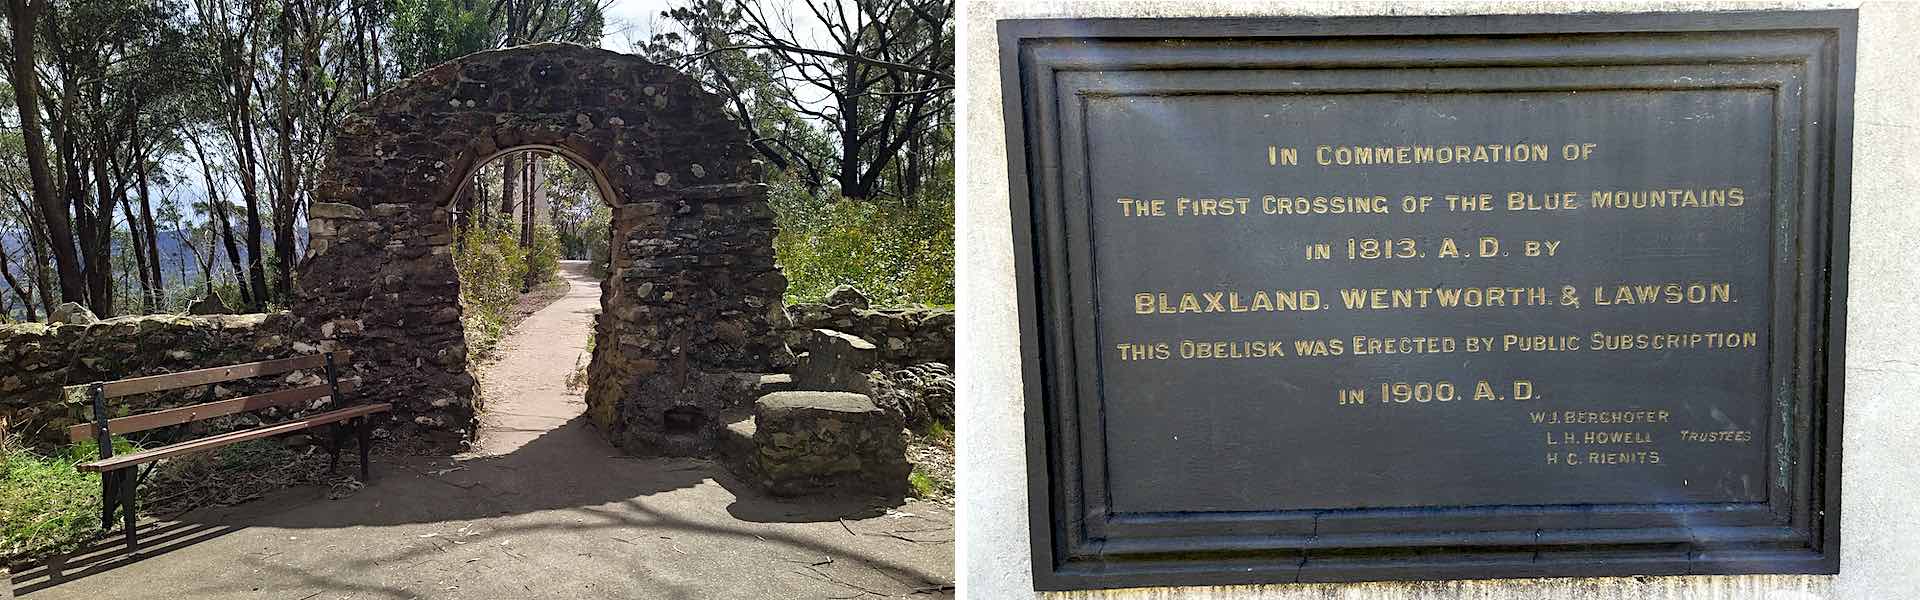 IN COMMEMORATION OF
THE FIRST CROSSING OF THE BLUE MOUNTAINS
IN 1813. A.D. BY
BLAXLAND. WENTWORTH. & LAWSON.
THIS OBELISK WAS ERECTED BY PUBLIC SUBSCRIPTION
IN 1900. A.D.
W.J. BERGHOFER
L.H. HOWELL TRUSTEES
H C. RIENITS